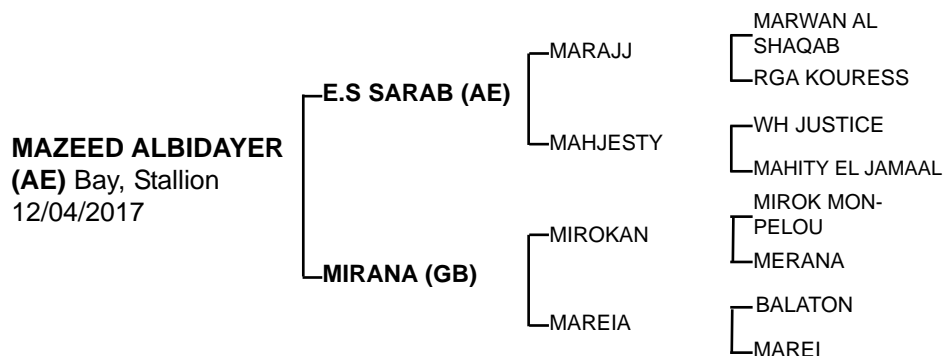 MARWAN AL
SHAQAB
MARAJJ
RGA KOURESS
E.S SARAB (AE)
WH JUSTICE
MAHJESTY
MAHITY EL JAMAAL
MAZEED ALBIDAYER
(AE) Bay, Stallion
12/04/2017
MIROK MON-
PELOU
MIROKAN
MERANA
MIRANA (GB)
BALATON
MAREIA
MAREI